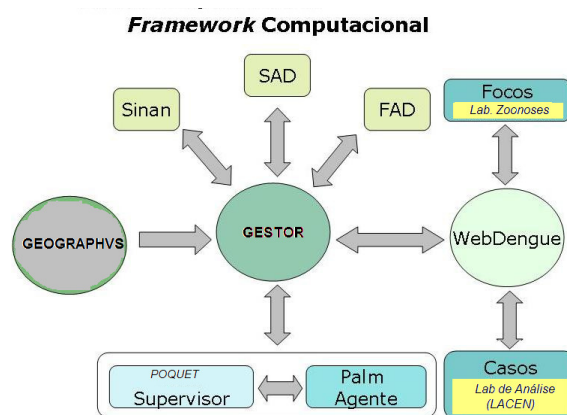 Framework Computacional
SAD
Sinan
FAD
Focos
Lab. Zoonoses
GEOGRAPHVS
GESTOR
WebDengue
POQUET
Supervisor
Palm
Agente
Casos
Lab de Análise
(LACEN)